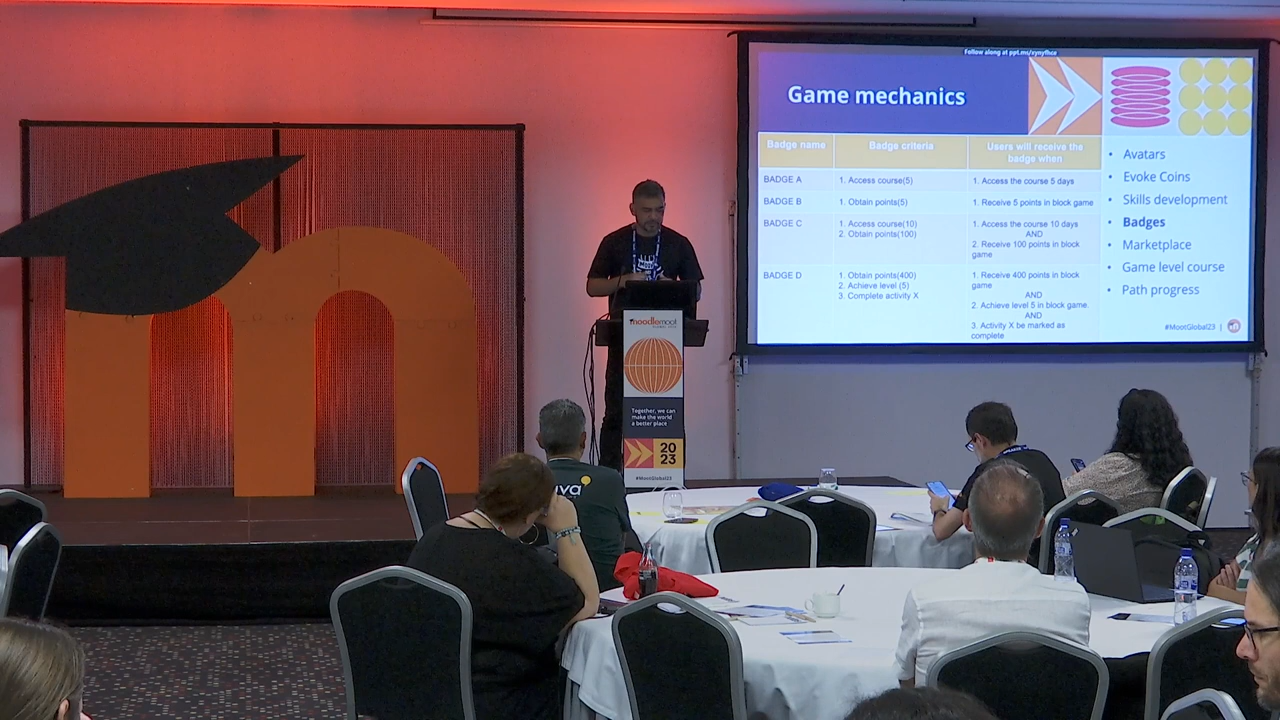 Follow along at ppt.ms/xynyfhce
Game mechanics
Badge name
Badge criteria
Users will receive the
badge when
BADGE A
1. Access course(5)
1. Access the course 5 days
BADGE B
1. Obtain points(5)
1. Receive 5 points in block game
BADGE C
1. Access course(10)
2. Obtain points(100)
1. Access the course 10 days
AND
2. Receive 100 points in block
game
BADGE D
1. Obtain points(400)
2. Achieve level (5)
3. Complete activity X
1. Receive 400 points in block
game
AND
2. Achieve level 5 in block game.
AND
3. Activity X be marked as
complete
• Avatars
• Evoke Coins
• Skills development
• Badges
• Marketplace
• Game level course
• Path progress
#MootGlobal23 |
m
moodlemoot
Together, we can
make the world
a better place
20
23
#MootGlobal23